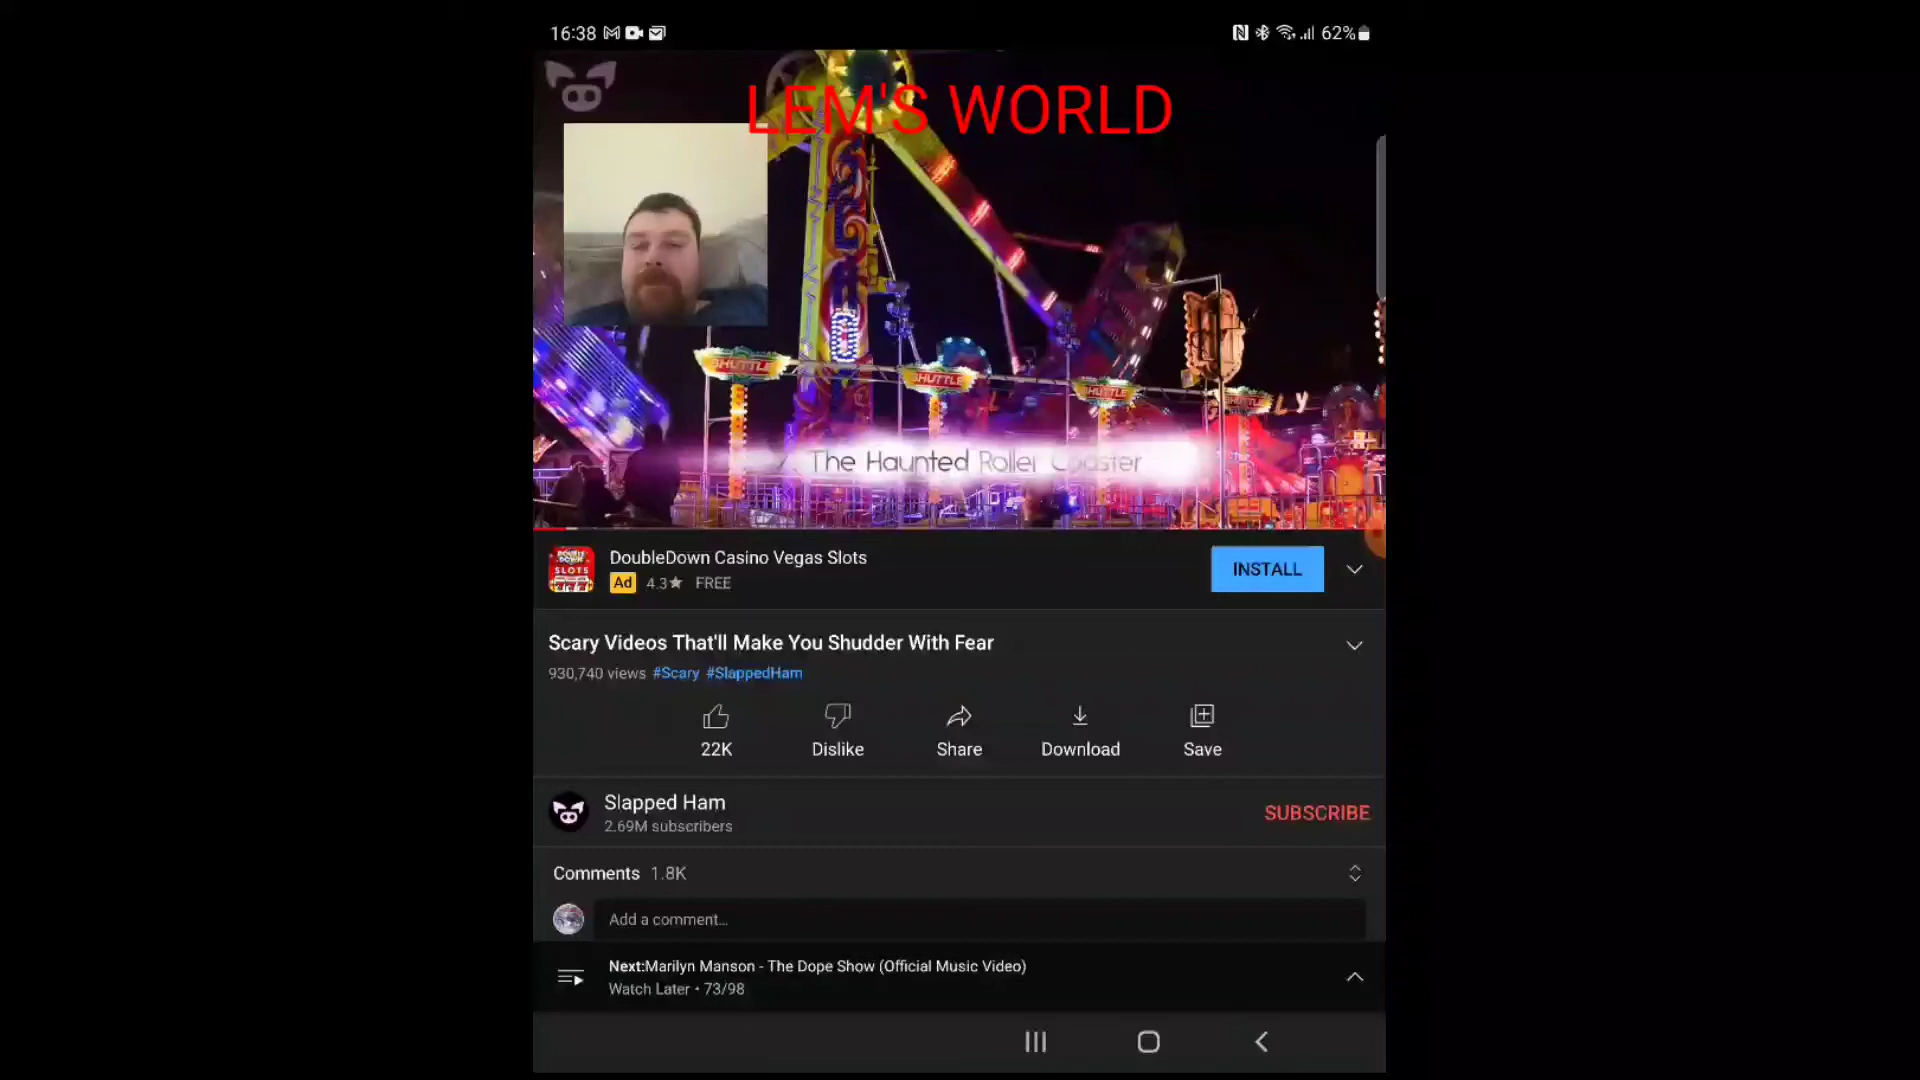 16:38
62%
LEM'S WORLD
SHUTTLE
SHUTTLE
SHUTTLE
The Haunted Roller Coaster
DoubleDown Casino Vegas Slots
INSTALL
Ad 4.3★ FREE
Scary Videos That'll Make You Shudder With Fear
930,740 views #Scary #SlappedHam
22K
Dislike
Share
Download
Save
Slapped Ham
2.69M subscribers
SUBSCRIBE
Comments 1.8K
Add a comment...
Next:Marilyn Manson - The Dope Show (Official Music Video)
Watch Later • 73/98